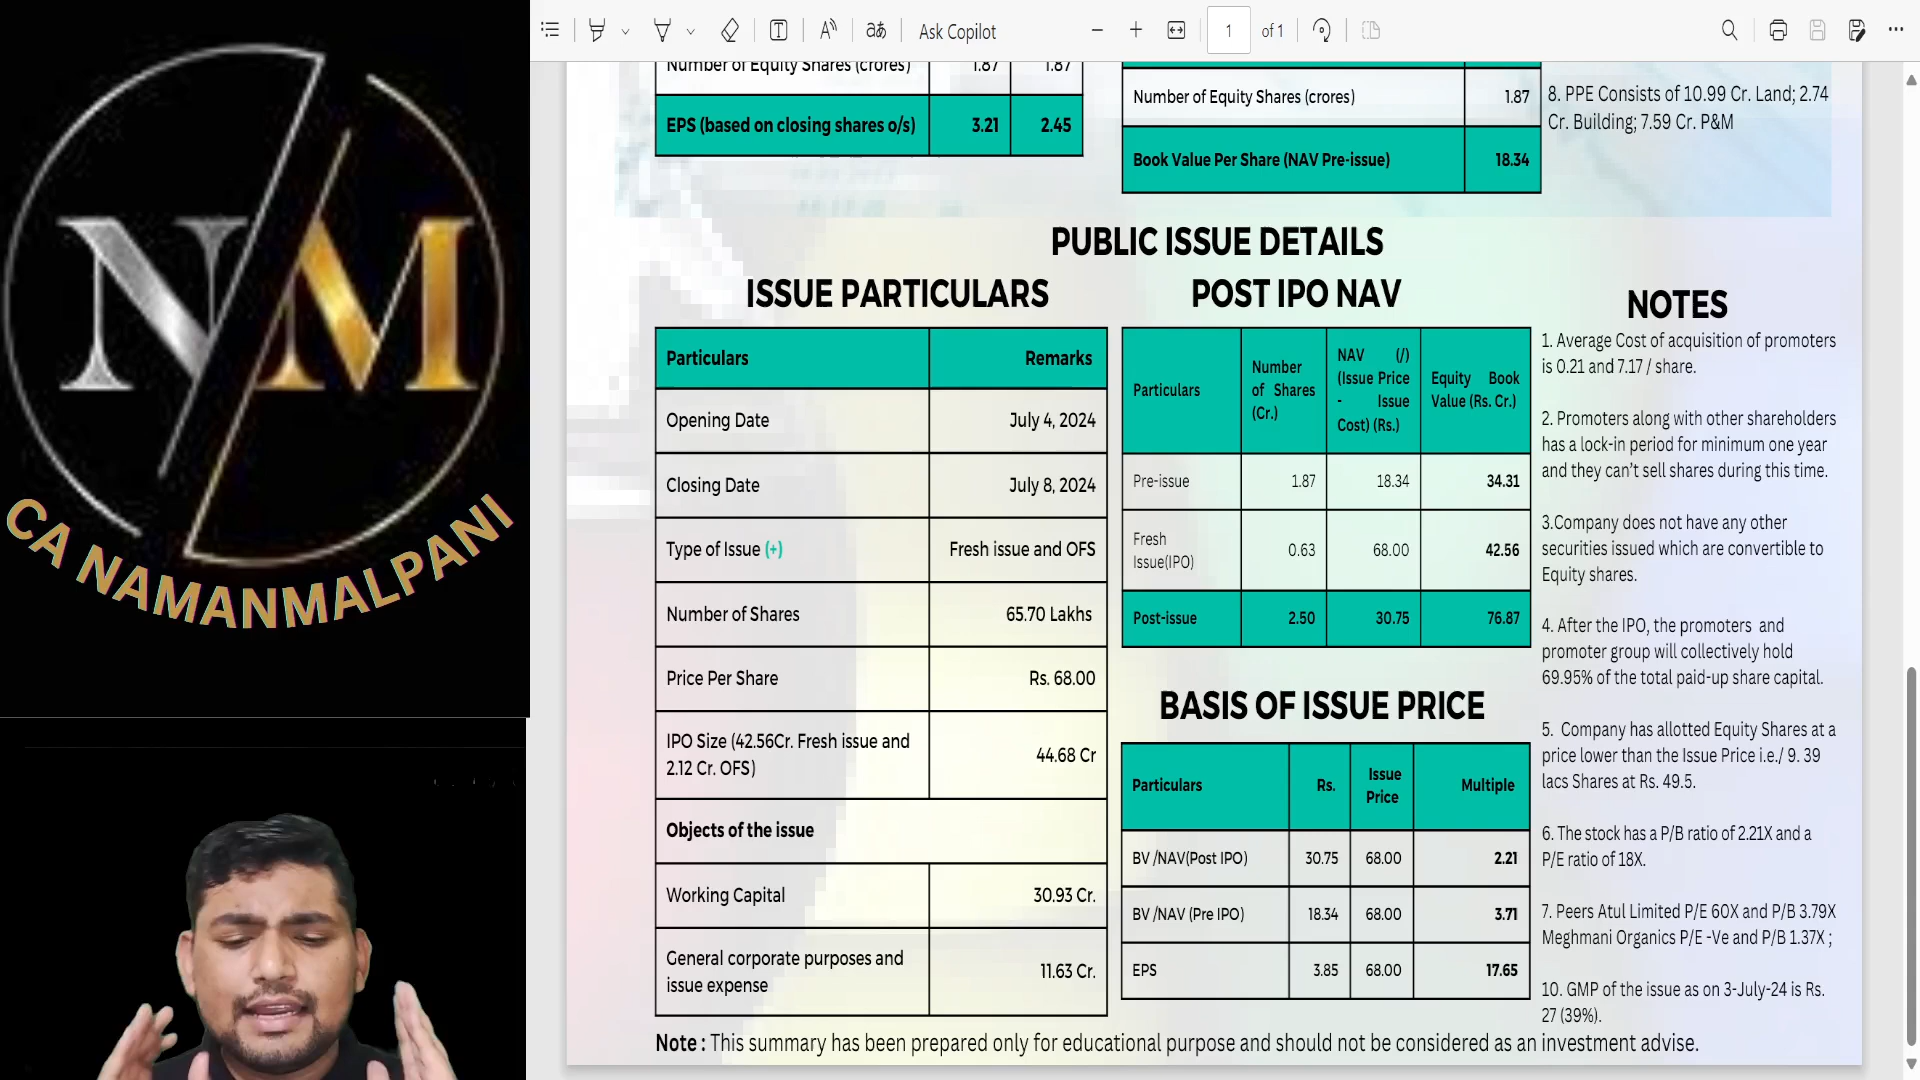 NM
CA NAMANMALPANI
Ask Copilot
1 of 1
Number of Equity Shares (crores) 1.87 1.87
EPS (based on closing shares o/s) 3.21 2.45
Number of Equity Shares (crores) 1.87
Book Value Per Share (NAV Pre-issue) 18.34
8. PPE Consists of 10.99 Cr. Land; 2.74
Cr. Building; 7.59 Cr. P&M
PUBLIC ISSUE DETAILS
ISSUE PARTICULARS
Particulars Remarks
Opening Date July 4, 2024
Closing Date July 8, 2024
Type of Issue (+) Fresh issue and OFS
Number of Shares 65.70 Lakhs
Price Per Share Rs. 68.00
IPO Size (42.56Cr. Fresh issue and
2.12 Cr. OFS) 44.68 Cr
Objects of the issue
Working Capital 30.93 Cr.
General corporate purposes and
issue expense 11.63 Cr.
POST IPO NAV
Particulars
Number
of Shares
(Cr.)
NAV (/)
(Issue Price
- Issue
Cost) (Rs.)
Equity Book
Value (Rs. Cr.)
Pre-issue 1.87 18.34 34.31
Fresh
Issue(IPO) 0.63 68.00 42.56
Post-issue 2.50 30.75 76.87
BASIS OF ISSUE PRICE
Particulars Rs. Issue
Price Multiple
BV /NAV(Post IPO) 30.75 68.00 2.21
BV /NAV (Pre IPO) 18.34 68.00 3.71
EPS 3.85 68.00 17.65
NOTES
1. Average Cost of acquisition of promoters
is 0.21 and 7.17 / share.
2. Promoters along with other shareholders
has a lock-in period for minimum one year
and they can't sell shares during this time.
3.Company does not have any other
securities issued which are convertible to
Equity shares.
4. After the IPO, the promoters and
promoter group will collectively hold
69.95% of the total paid-up share capital.
5. Company has allotted Equity Shares at a
price lower than the Issue Price i.e./ 9. 39
lacs Shares at Rs. 49.5.
6. The stock has a P/B ratio of 2.21X and a
P/E ratio of 18X.
7. Peers Atul Limited P/E 60X and P/B 3.79X
Meghmani Organics P/E -Ve and P/B 1.37X ;
10. GMP of the issue as on 3-July-24 is Rs.
27 (39%).
Note : This summary has been prepared only for educational purpose and should not be considered as an investment advise.